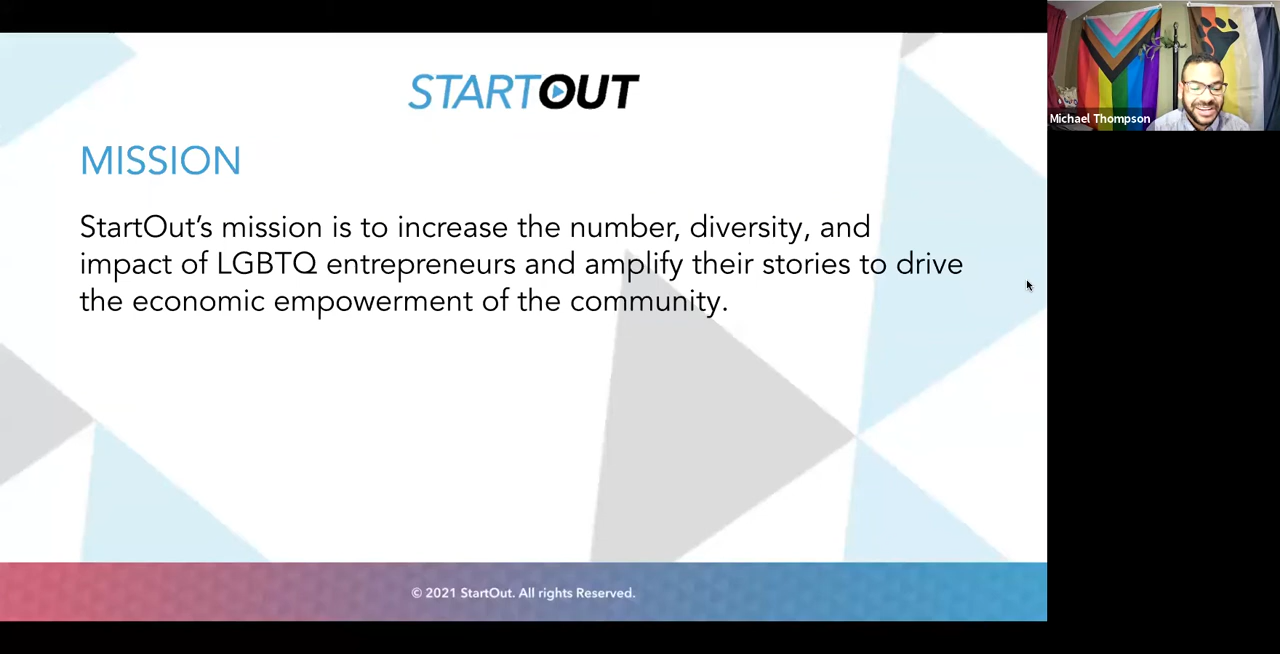 STARTOUT
MISSION
StartOut’s mission is to increase the number, diversity, and
impact of LGBTQ entrepreneurs and amplify their stories to drive
the economic empowerment of the community.
© 2021 StartOut. All rights Reserved.
Michael Thompson